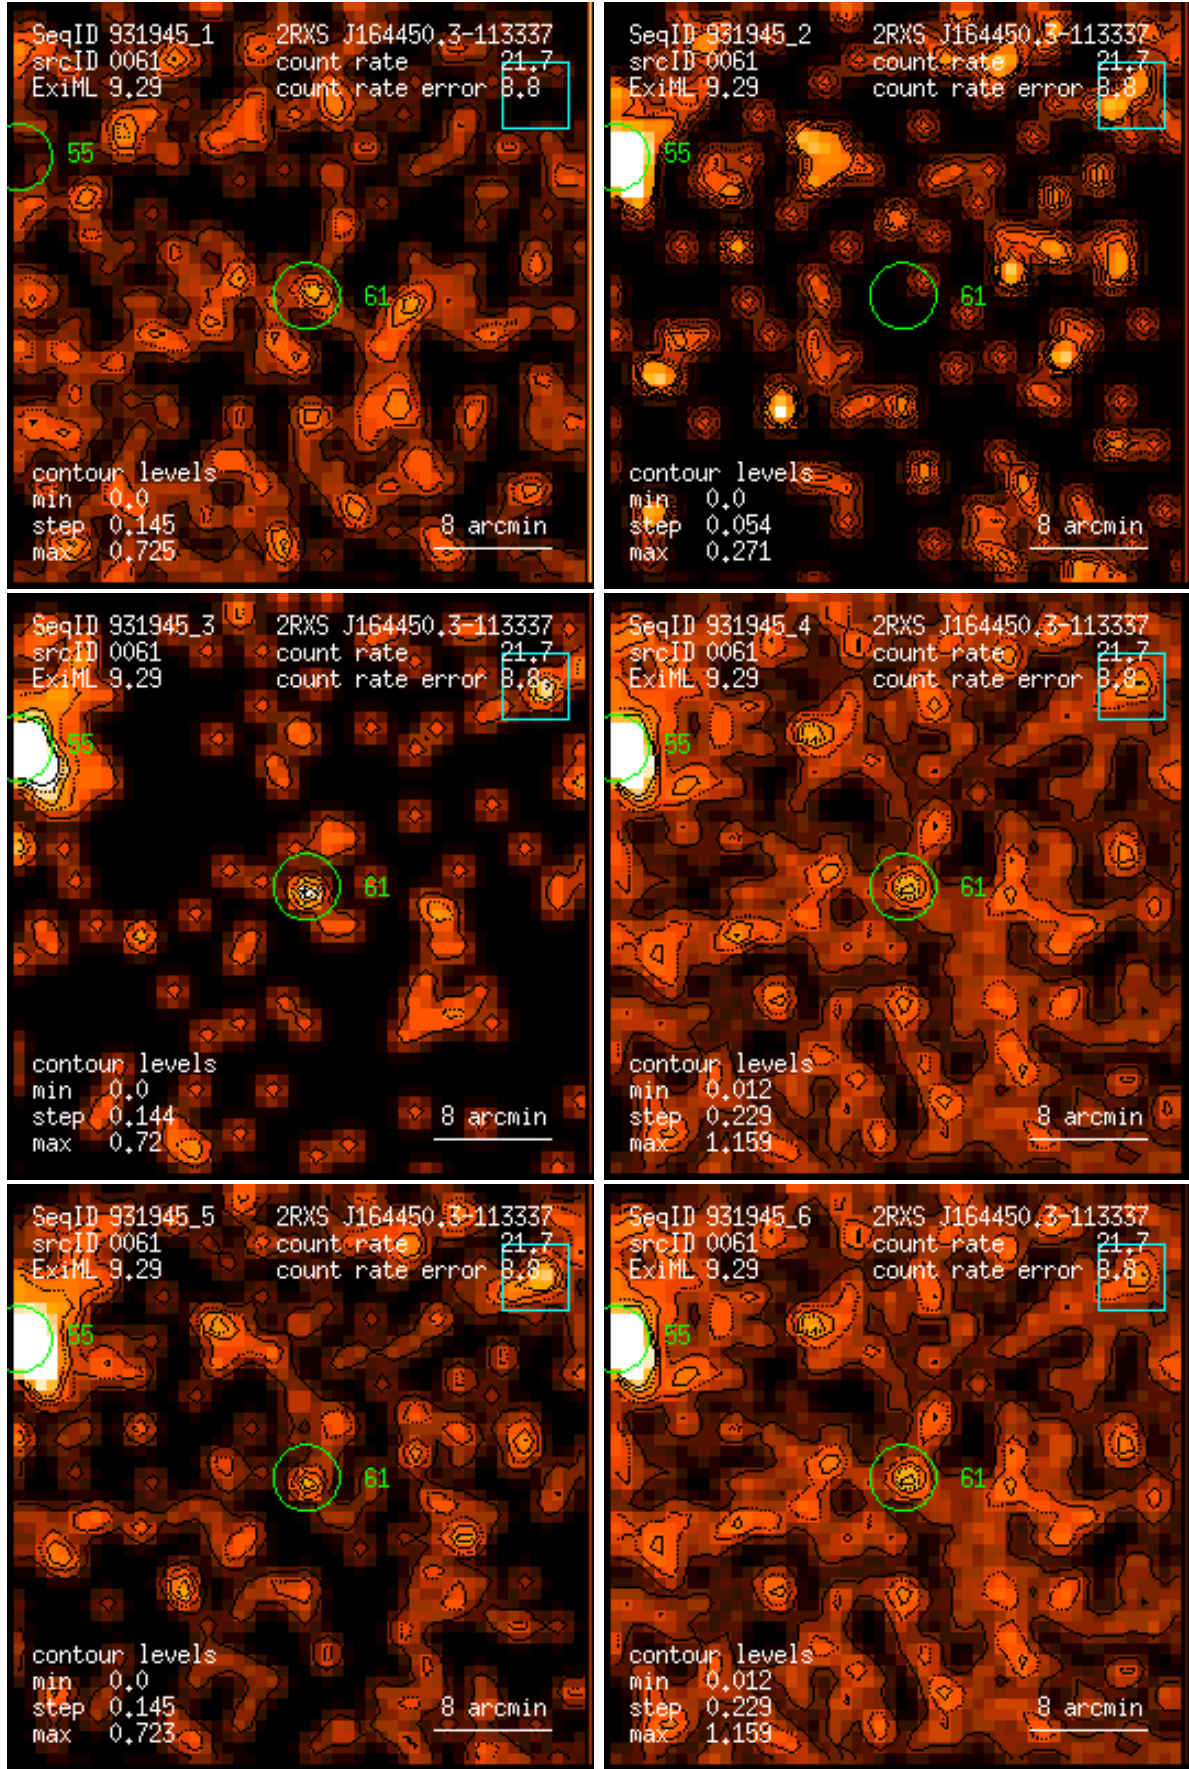 SeqID 931945_1 2RXS J164450.3-113337
srcID 0061 count rate 21.7
ExiML 9.29 count rate error 8.8
55
61
contour levels
min 0.0
step 0.145 8 arcmin
max 0.725
SeqID 931945_2 2RXS J164450.3-113337
srcID 0061 count rate 21.7
ExiML 9.29 count rate error 8.8
55
61
contour levels
min 0.0
step 0.054 8 arcmin
max 0.271
SeqID 931945_3 2RXS J164450.3-113337
srcID 0061 count rate 21.7
ExiML 9.29 count rate error 8.8
55
61
contour levels
min 0.0
step 0.144 8 arcmin
max 0.72
SeqID 931945_4 2RXS J164450.3-113337
srcID 0061 count rate 21.7
ExiML 9.29 count rate error 8.8
55
61
contour levels
min 0.012
step 0.229 8 arcmin
max 1.159
SeqID 931945_5 2RXS J164450.3-113337
srcID 0061 count rate 21.7
ExiML 9.29 count rate error 8.8
55
61
contour levels
min 0.0
step 0.145 8 arcmin
max 0.723
SeqID 931945_6 2RXS J164450.3-113337
srcID 0061 count rate 21.7
ExiML 9.29 count rate error 8.8
55
61
contour levels
min 0.012
step 0.229 8 arcmin
max 1.159